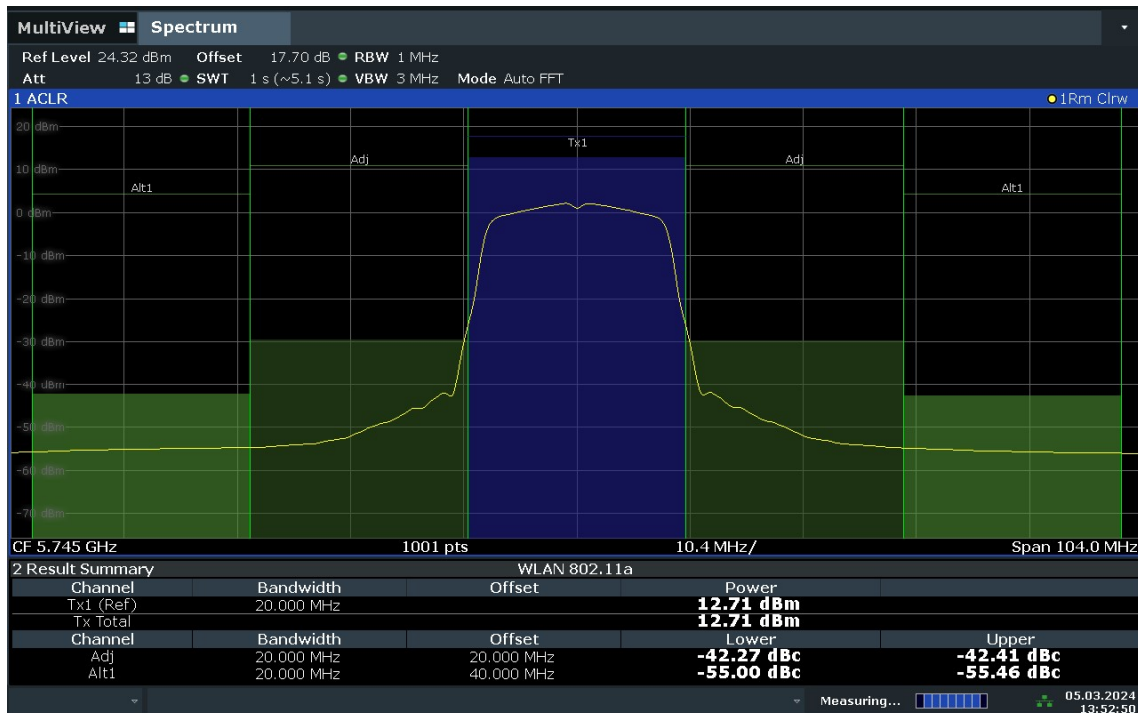 MultiView Spectrum
Ref Level 24.32 dBm Offset 17.70 dB RBW 1 MHz
Att 13 dB SWT 1 s (~5.1 s) VBW 3 MHz Mode Auto FFT
1 ACLR 1Rm Clrw
20 dBm
Tx1
Adj Adj
10 dBm
Alt1 Alt1
0 dBm
-10 dBm
-20 dBm
-30 dBm
-40 dBm
-50 dBm
-60 dBm
-70 dBm
CF 5.745 GHz 1001 pts 10.4 MHz/ Span 104.0 MHz
2 Result Summary WLAN 802.11a
Channel Bandwidth Offset Power
Tx1 (Ref) 20.000 MHz 12.71 dBm
Tx Total 12.71 dBm
Channel Bandwidth Offset Lower Upper
Adj 20.000 MHz 20.000 MHz -42.27 dBc -42.41 dBc
Alt1 20.000 MHz 40.000 MHz -55.00 dBc -55.46 dBc
Measuring... 05.03.2024
13:52:50